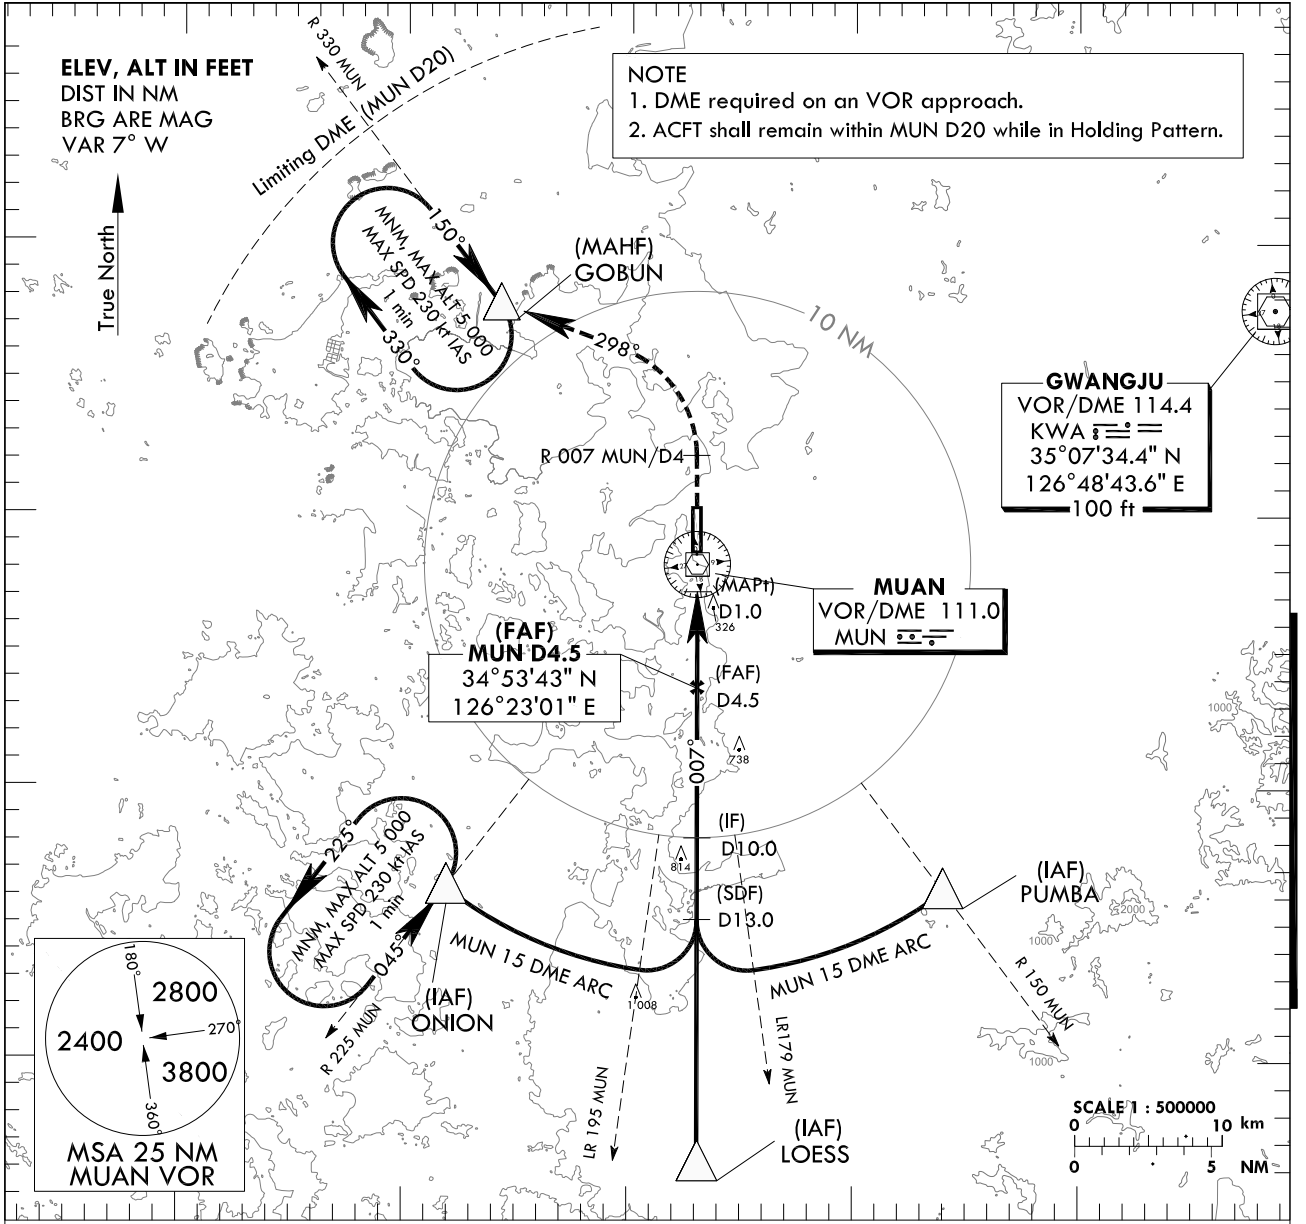 ELEV, ALT IN FEET
DIST IN NM
BRG ARE MAG
VAR 7° W
True North
R 330 MUN
Limiting DME (MUN D20)
NOTE
1. DME required on an VOR approach.
2. ACFT shall remain within MUN D20 while in Holding Pattern.
150°
MNM, MAX ALT 5 000
MAX SPD 230 kt IAS
1 min
330°
(MAHF)
GOBUN
298°
10 NM
R 007 MUN/D4
GWANGJU
VOR/DME 114.4
KWA
35°07'34.4" N
126°48'43.6" E
100 ft
(MAPt)
D1.0
326
MUAN
VOR/DME 111.0
MUN
(FAF)
MUN D4.5
34°53'43" N
126°23'01" E
(FAF)
D4.5
738
007°
1000
(IF)
D10.0
814
(SDF)
D13.0
225°
MNM, MAX ALT 5 000
MAX SPD 230 kt IAS
1 min
045°
(IAF)
ONION
R 225 MUN
MUN 15 DME ARC
1 008
MUN 15 DME ARC
(IAF)
PUMBA
2000
1000
R 150 MUN
1000
LR 195 MUN
LR179 MUN
(IAF)
LOESS
180°
2800
270°
2400
3800
360°
MSA 25 NM
MUAN VOR
SCALE 1 : 500000
0 10 km
0 5 NM